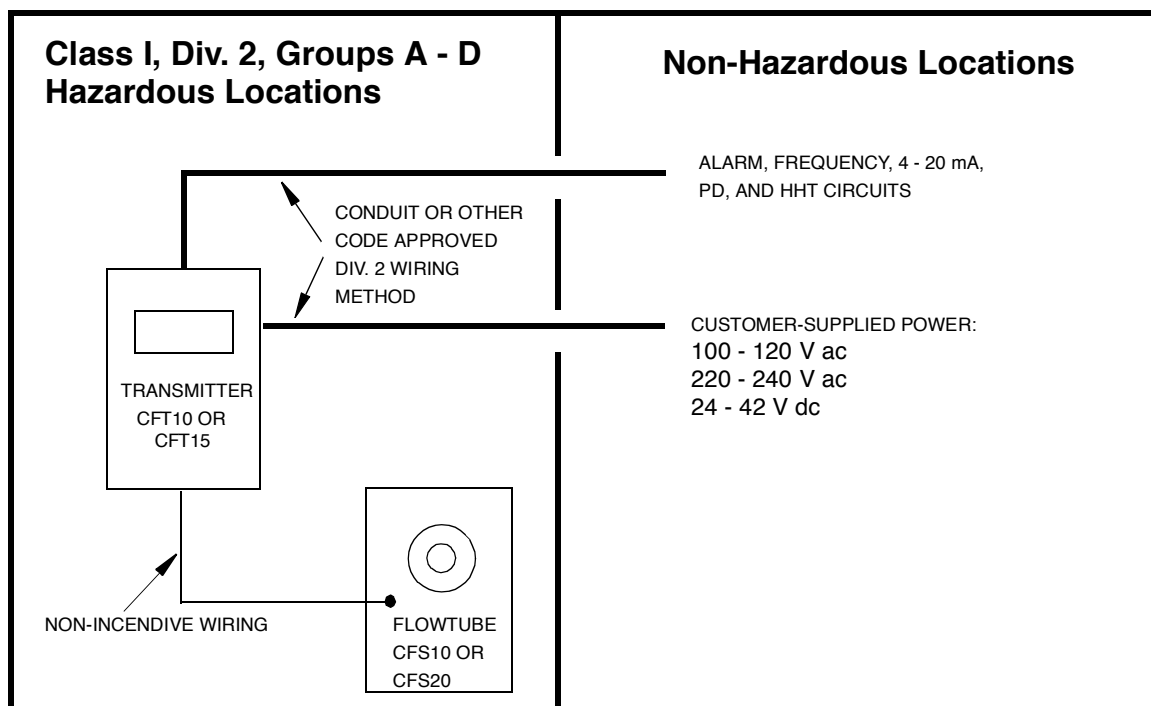 Class I, Div. 2, Groups A - D
Hazardous Locations
Non-Hazardous Locations
ALARM, FREQUENCY, 4 - 20 mA,
PD, AND HHT CIRCUITS
CONDUIT OR OTHER
CODE APPROVED
DIV. 2 WIRING
METHOD
CUSTOMER-SUPPLIED POWER:
100 - 120 V ac
220 - 240 V ac
24 - 42 V dc
TRANSMITTER
CFT10 OR
CFT15
NON-INCENDIVE WIRING
FLOWTUBE
CFS10 OR
CFS20